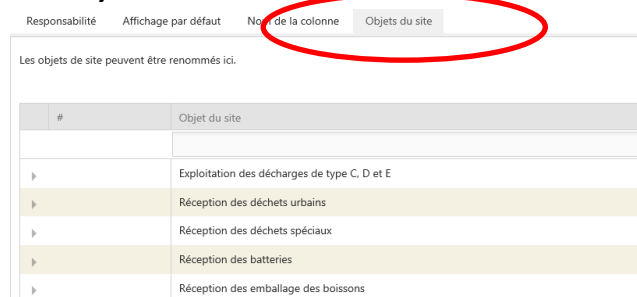 Responsabilité Affichage par défaut Nom de la colonne Objets du site
Les objets de site peuvent être renommés ici.
# Objet du site
Exploitation des décharges de type C, D et E
Réception des déchets urbains
Réception des déchets spéciaux
Réception des batteries
Réception des emballage des boissons